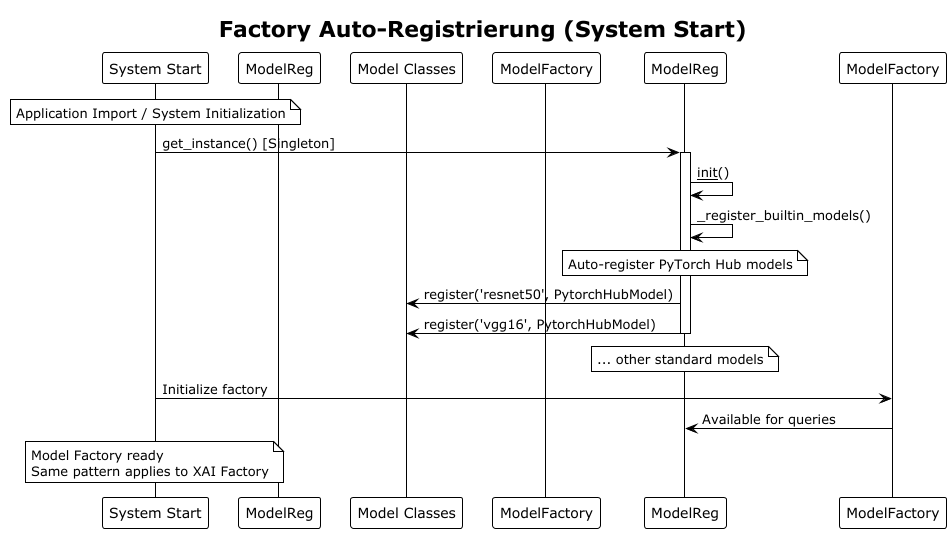 Factory Auto-Registrierung (System Start)
System Start
ModelReg
Model Classes
ModelFactory
ModelReg
ModelFactory
Application Import / System Initialization
get_instance() [Singleton]
init()
_register_builtin_models()
Auto-register PyTorch Hub models
register('resnet50', PytorchHubModel)
register('vgg16', PytorchHubModel)
... other standard models
Initialize factory
Available for queries
Model Factory ready
Same pattern applies to XAI Factory
System Start
ModelReg
Model Classes
ModelFactory
ModelReg
ModelFactory